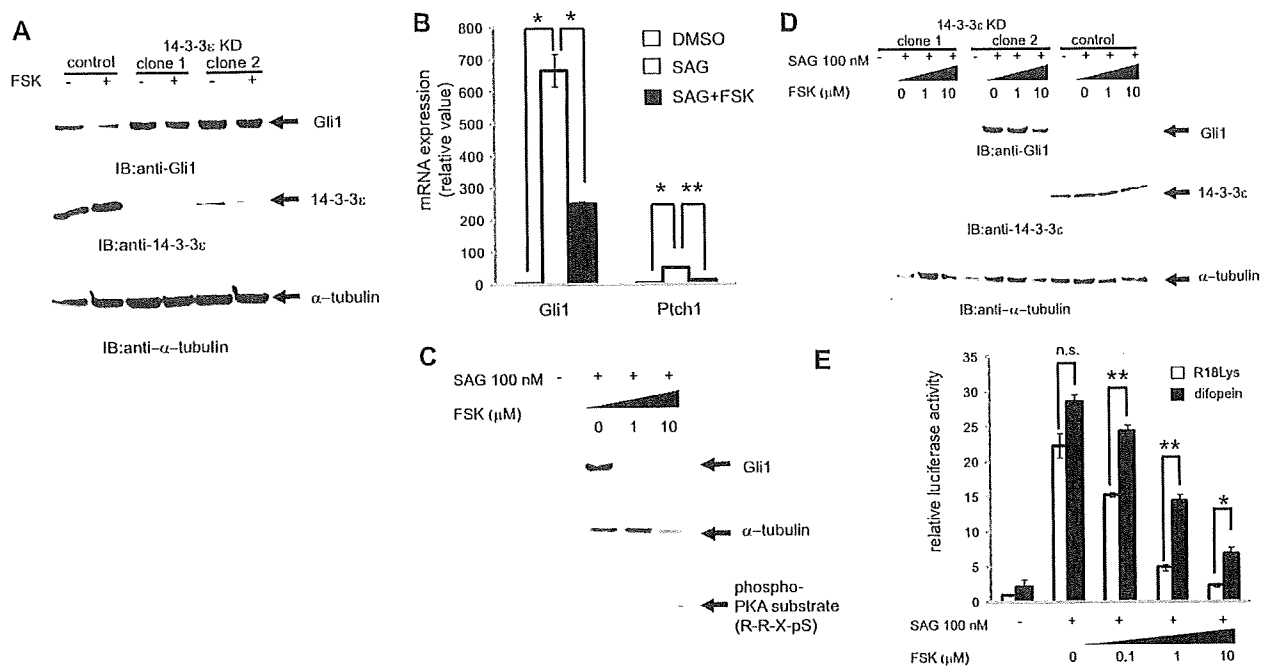 A
14-3-3ε KD
control clone 1 clone 2
FSK - + - + - +
Gli1
IB:anti-Gli1
14-3-3ε
IB:anti-14-3-3ε
α-tubulin
IB:anti-α-tubulin
B
mRNA expression
(relative value)
800
700
600
500
400
300
200
100
0
* *
* **
DMSO
SAG
SAG+FSK
Gli1 Ptch1
C
SAG 100 nM - + + +
FSK (μM) 0 1 10
Gli1
α-tubulin
phospho-
PKA substrate
(R-R-X-pS)
D
14-3-3ε KD
clone 1 clone 2 control
SAG 100 nM - + + + - + + + - + + +
FSK (μM) 0 1 10 0 1 10 0 1 10
Gli1
IB:anti-Gli1
14-3-3ε
IB:anti-14-3-3ε
α-tubulin
IB:anti-α-tubulin
E
relative luciferase activity
35
30
25
20
15
10
5
0
n.s.
**
**
*
R18Lys
difopein
SAG 100 nM - + + + +
FSK (μM) 0 0.1 1 10